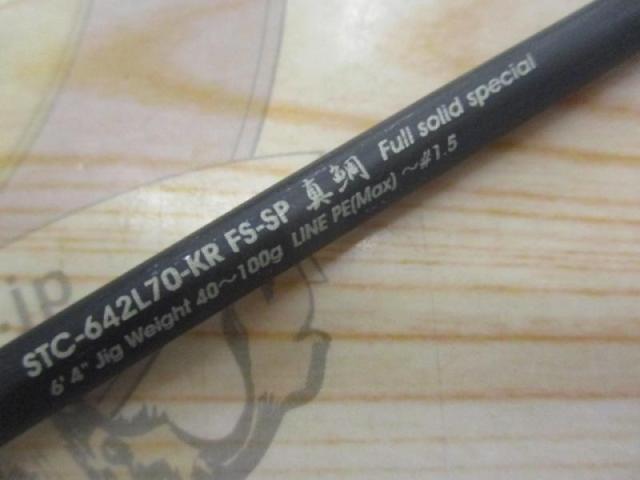 STC-642L70-KR FS-SP 真鯛 Full solid special
6' 4" Jig Weight 40～100g LINE PE(Max) ～#1.5
.jp